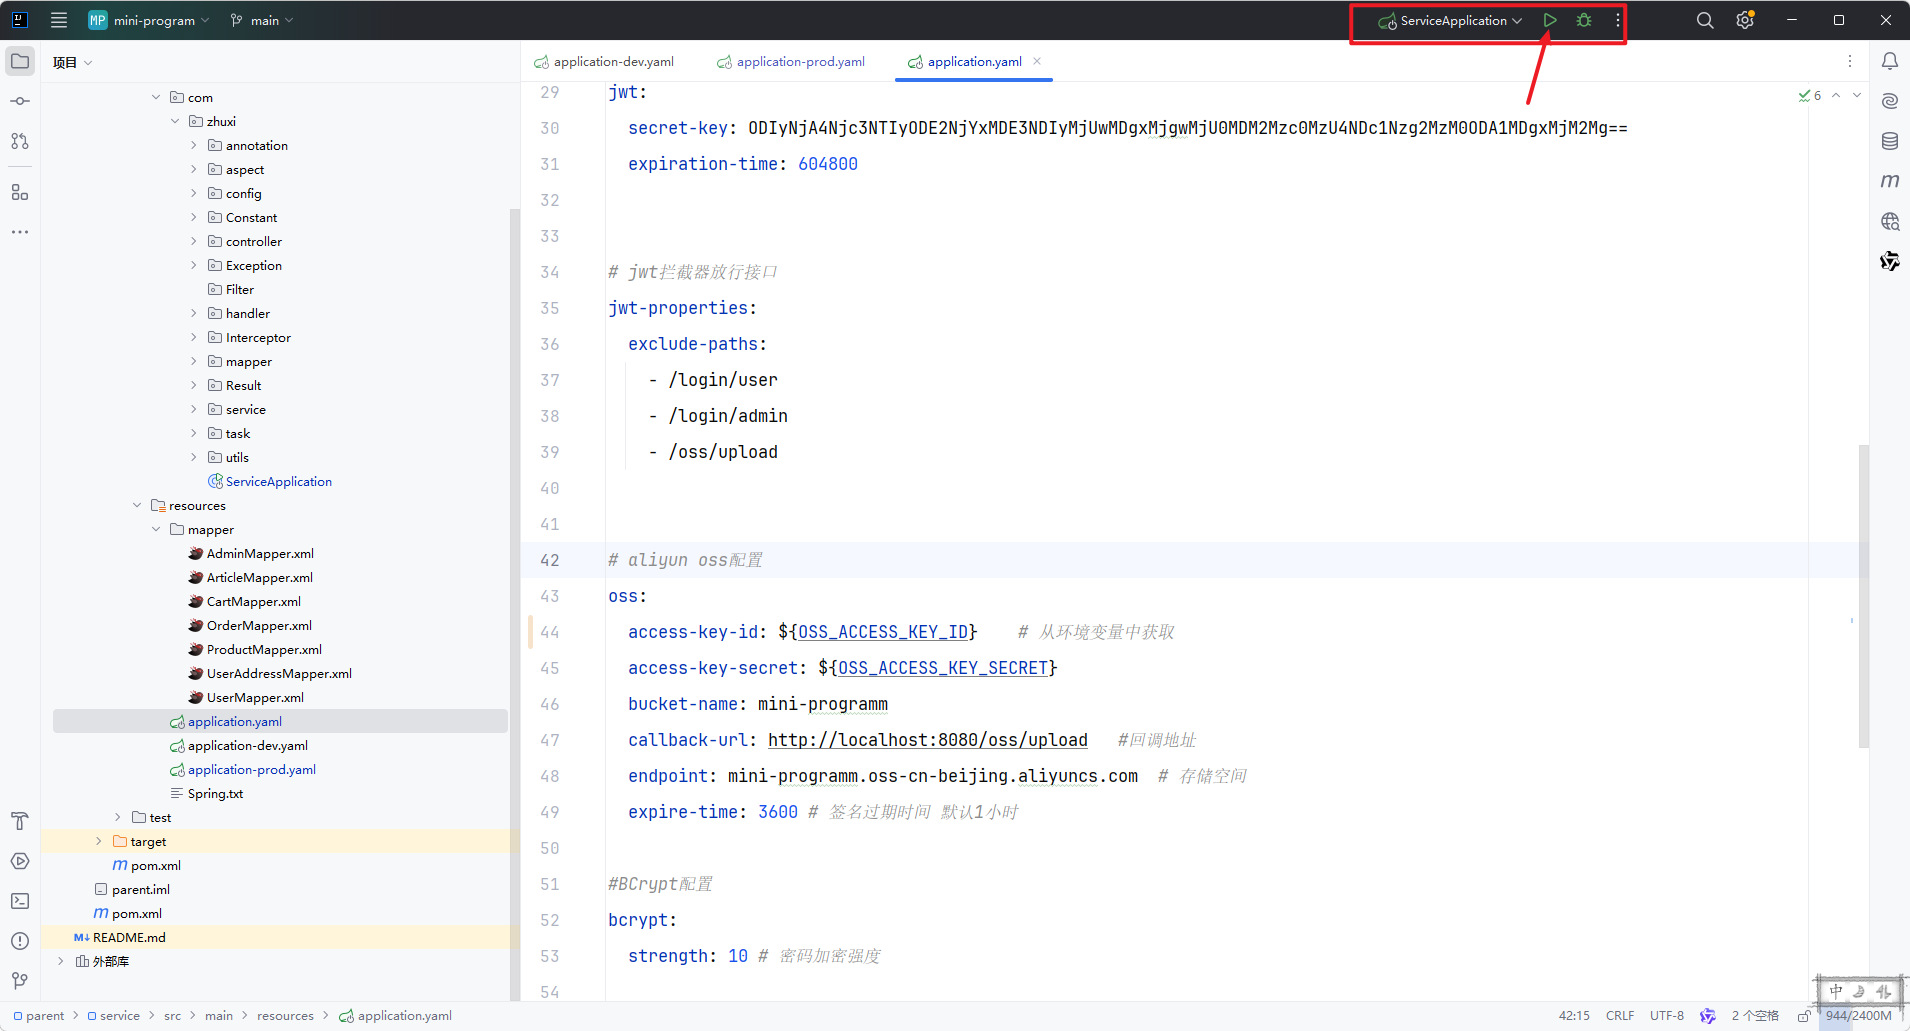 MP mini-program main ServiceApplication
项目
application-dev.yaml application-prod.yaml application.yaml
com
zhuxi
annotation
aspect
config
Constant
controller
Exception
Filter
handler
Interceptor
mapper
Result
service
task
utils
ServiceApplication
resources
mapper
AdminMapper.xml
ArticleMapper.xml
CartMapper.xml
OrderMapper.xml
ProductMapper.xml
UserAddressMapper.xml
UserMapper.xml
application.yaml
application-dev.yaml
application-prod.yaml
Spring.txt
test
target
m pom.xml
parent.iml
m pom.xml
M↓ README.md
外部库
6
29 jwt:
30 secret-key: ODIyNjA4Njc3NTIyODE2NjYxMDE3NDIyMjUwMDgxMjgwMjU0MDM2Mzc0MzU4NDc1Nzg2MzM0ODA1MDgxMjM2Mg==
31 expiration-time: 604800
32
33
34 # jwt拦截器放行接口
35 jwt-properties:
36 exclude-paths:
37 - /login/user
38 - /login/admin
39 - /oss/upload
40
41
42 # aliyun oss配置
43 oss:
44 access-key-id: ${OSS_ACCESS_KEY_ID} # 从环境变量中获取
45 access-key-secret: ${OSS_ACCESS_KEY_SECRET}
46 bucket-name: mini-programm
47 callback-url: http://localhost:8080/oss/upload #回调地址
48 endpoint: mini-programm.oss-cn-beijing.aliyuncs.com # 存储空间
49 expire-time: 3600 # 签名过期时间 默认1小时
50
51 #BCrypt配置
52 bcrypt:
53 strength: 10 # 密码加密强度
54
m
中
parent > service > src > main > resources > application.yaml
42:15 CRLF UTF-8 2 个空格 944/2400M